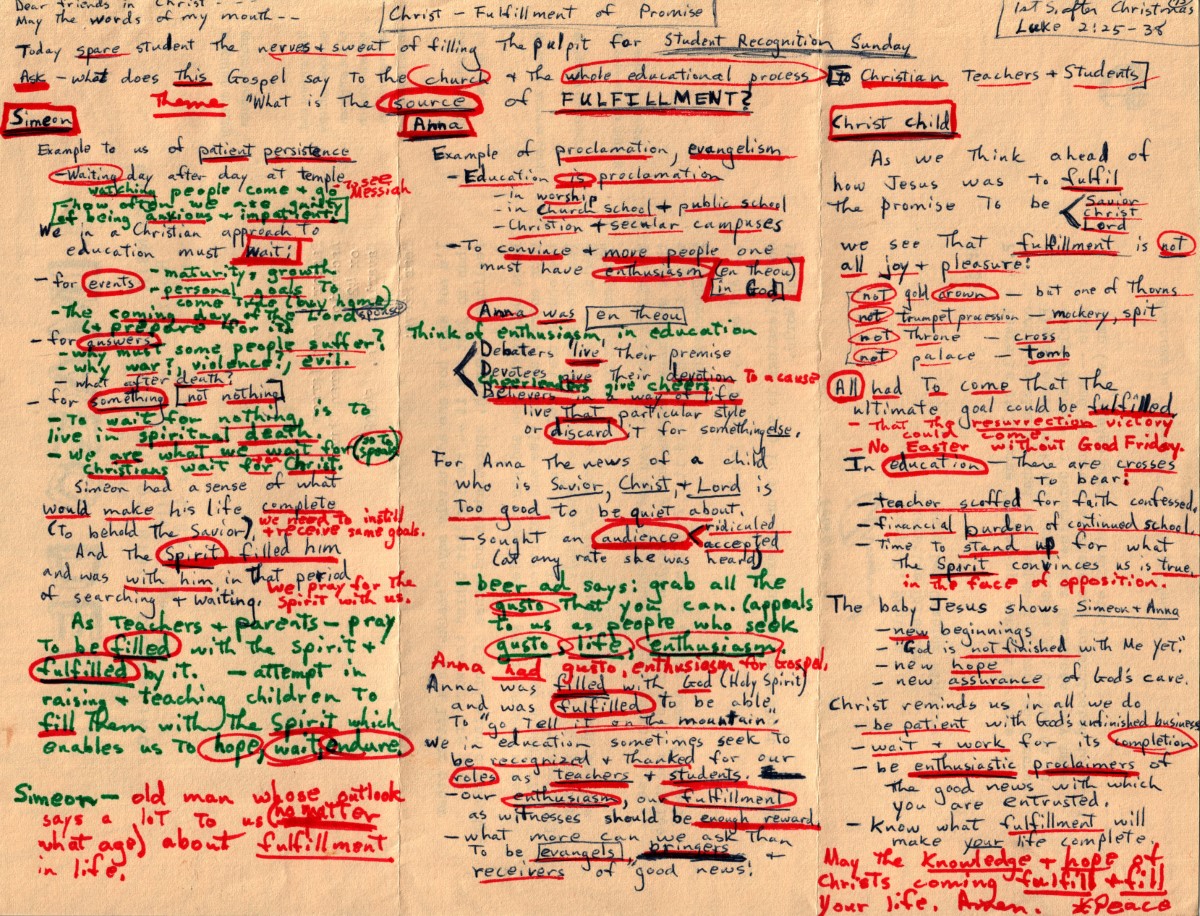 Dear friends in Christ - - - -
May the words of my mouth - -
Christ - Fulfillment of Promise
1st S. after Christmas
Luke 2:25-38
Today spare student the nerves + sweat of filling the pulpit for Student Recognition Sunday
Ask - what does this Gospel say to the church + the whole educational process [To Christian Teachers + Students]
Theme "What is the source of FULFILLMENT?
Simeon
Example to us of patient persistence
- Waiting day after day at temple
- to see Messiah
watching people come + go
- how often we are guilty
of being anxious + impatient!
We in a Christian approach to
education must Wait!
- for events - maturity, growth
- personal goals to
come true (buy home)
spouse
- The coming day of the Lord
(+ prepare for it)
- for answers
- why must some people suffer?
- why war?, violence?, evil.
- what after death?
- for something [not nothing]
- To wait for nothing is to
live in spiritual death
- we are what we wait for (so to speak)
Christians wait for Christ.
Simeon had a sense of what
would make his life complete
(to behold the Savior),
we need to instill
+ receive same goals.
And the Spirit filled him
and was with him in that period
of searching + waiting.
we pray for the
Spirit with us.
As teachers + parents - pray
To be filled with the Spirit +
fulfilled by it. - attempt in
raising + teaching children to
fill them with the Spirit which
enables us to hope, wait, endure.
Simeon - old man whose outlook
says a lot to us (no matter
what age) about fulfillment
in life.
Anna
Example of proclamation, evangelism
- Education is proclamation
- in worship
- in church school + public school
- Christian + secular campuses
- To convince + more people one
must have enthusiasm (en theou)
[in God]
Anna was [en theou]
Think of enthusiasm, in education
Debaters live their premise
Devotees give their devotion to a cause
cheerleaders give cheers
Believers in a way of life
live that particular style
or discard it for something else.
For Anna the news of a child
who is Savior, Christ, + Lord is
Too good to be quiet about.
- sought an audience < ridiculed
accepted
(at any rate she was heard)
- beer ad says: grab all the
gusto that you can. (appeals
to us as people who seek
gusto, life, enthusiasm.
Anna had gusto, enthusiasm for Gospel.
Anna was filled with God (Holy Spirit)
and was fulfilled to be able
To "go tell it on the mountain".
We in education sometimes seek to
be recognized + thanked for our
roles as teachers + students.
- our enthusiasm, our fulfillment
as witnesses should be enough reward.
- what more can we ask than
To be evangels bringers +
receivers of good news!
Christ child
As we think ahead of
how Jesus was to fulfil
the promise to be < Savior
Christ
Lord
we see that fulfillment is not
all joy + pleasure:
not gold crown - but one of thorns
not trumpet procession - mockery, spit
not Throne - cross
not palace - tomb
All had to come that the
ultimate goal could be fulfilled
- that the resurrection victory
could come
- No Easter without Good Friday.
In education - there are crosses
to bear:
- teacher scoffed for faith confessed,
- financial burden of continued school,
- Time to stand up for what
the Spirit convinces us is true,
in the face of opposition.
The baby Jesus shows Simeon + Anna
- new beginnings
- "God is not finished with Me Yet".
- new hope
- new assurance of God's care.
Christ reminds us in all we do
- be patient with God's unfinished business
- wait + work for its completion
- be enthusiastic proclaimers of
the good news with which
you are entrusted.
- Know what fulfillment will
make your life complete.
May the knowledge + hope of
Christs coming fulfill + fill
your life. Amen. *Peace